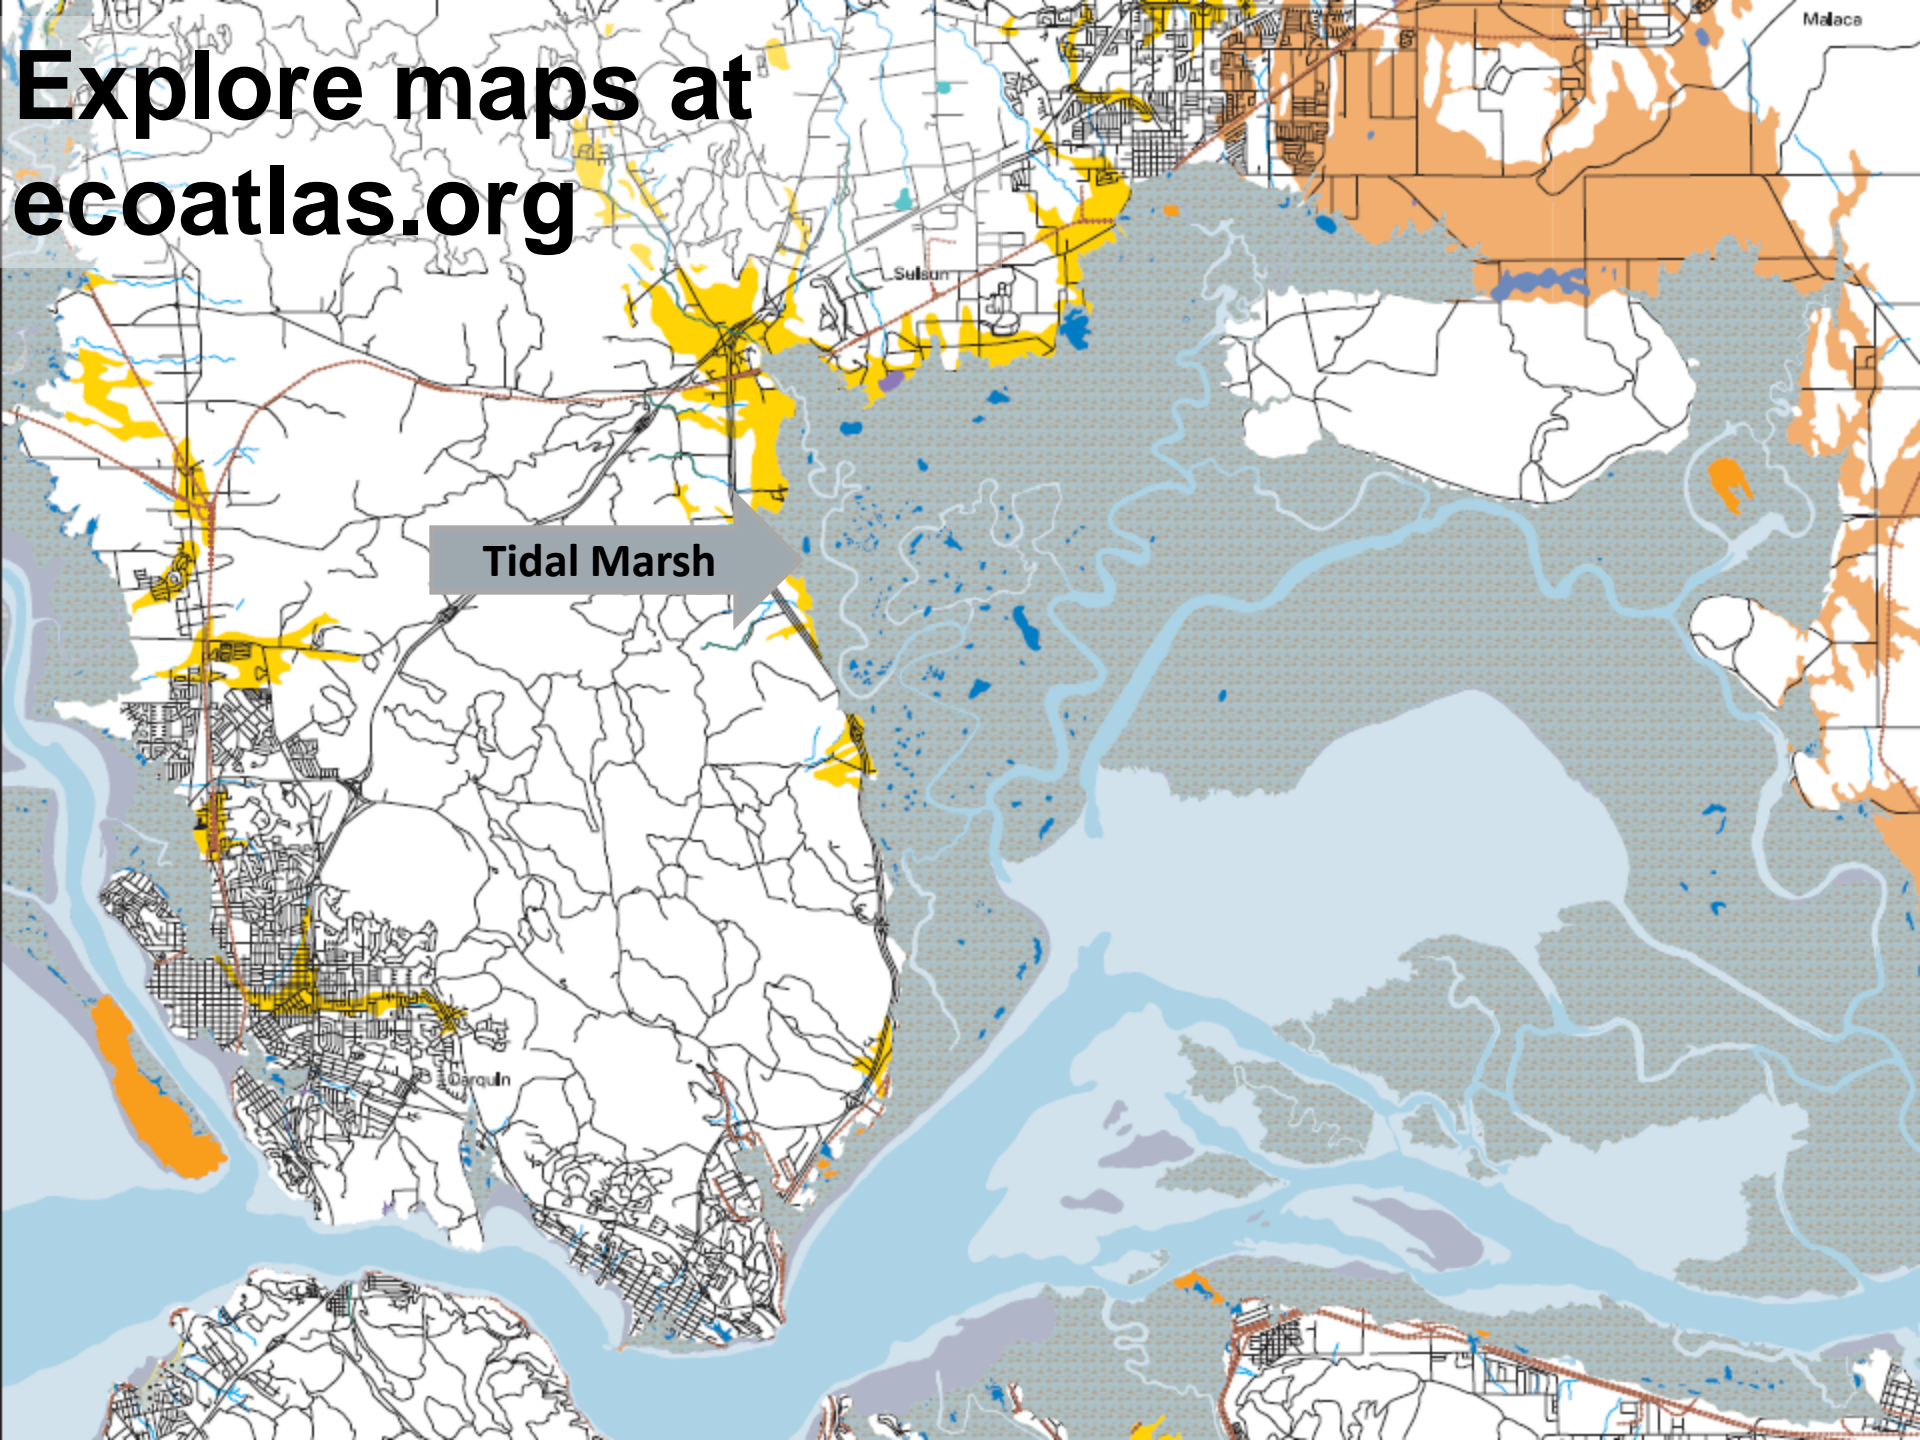 Explore maps at
ecoatlas.org
Malaca
Suisun
Tidal Marsh
Carquin